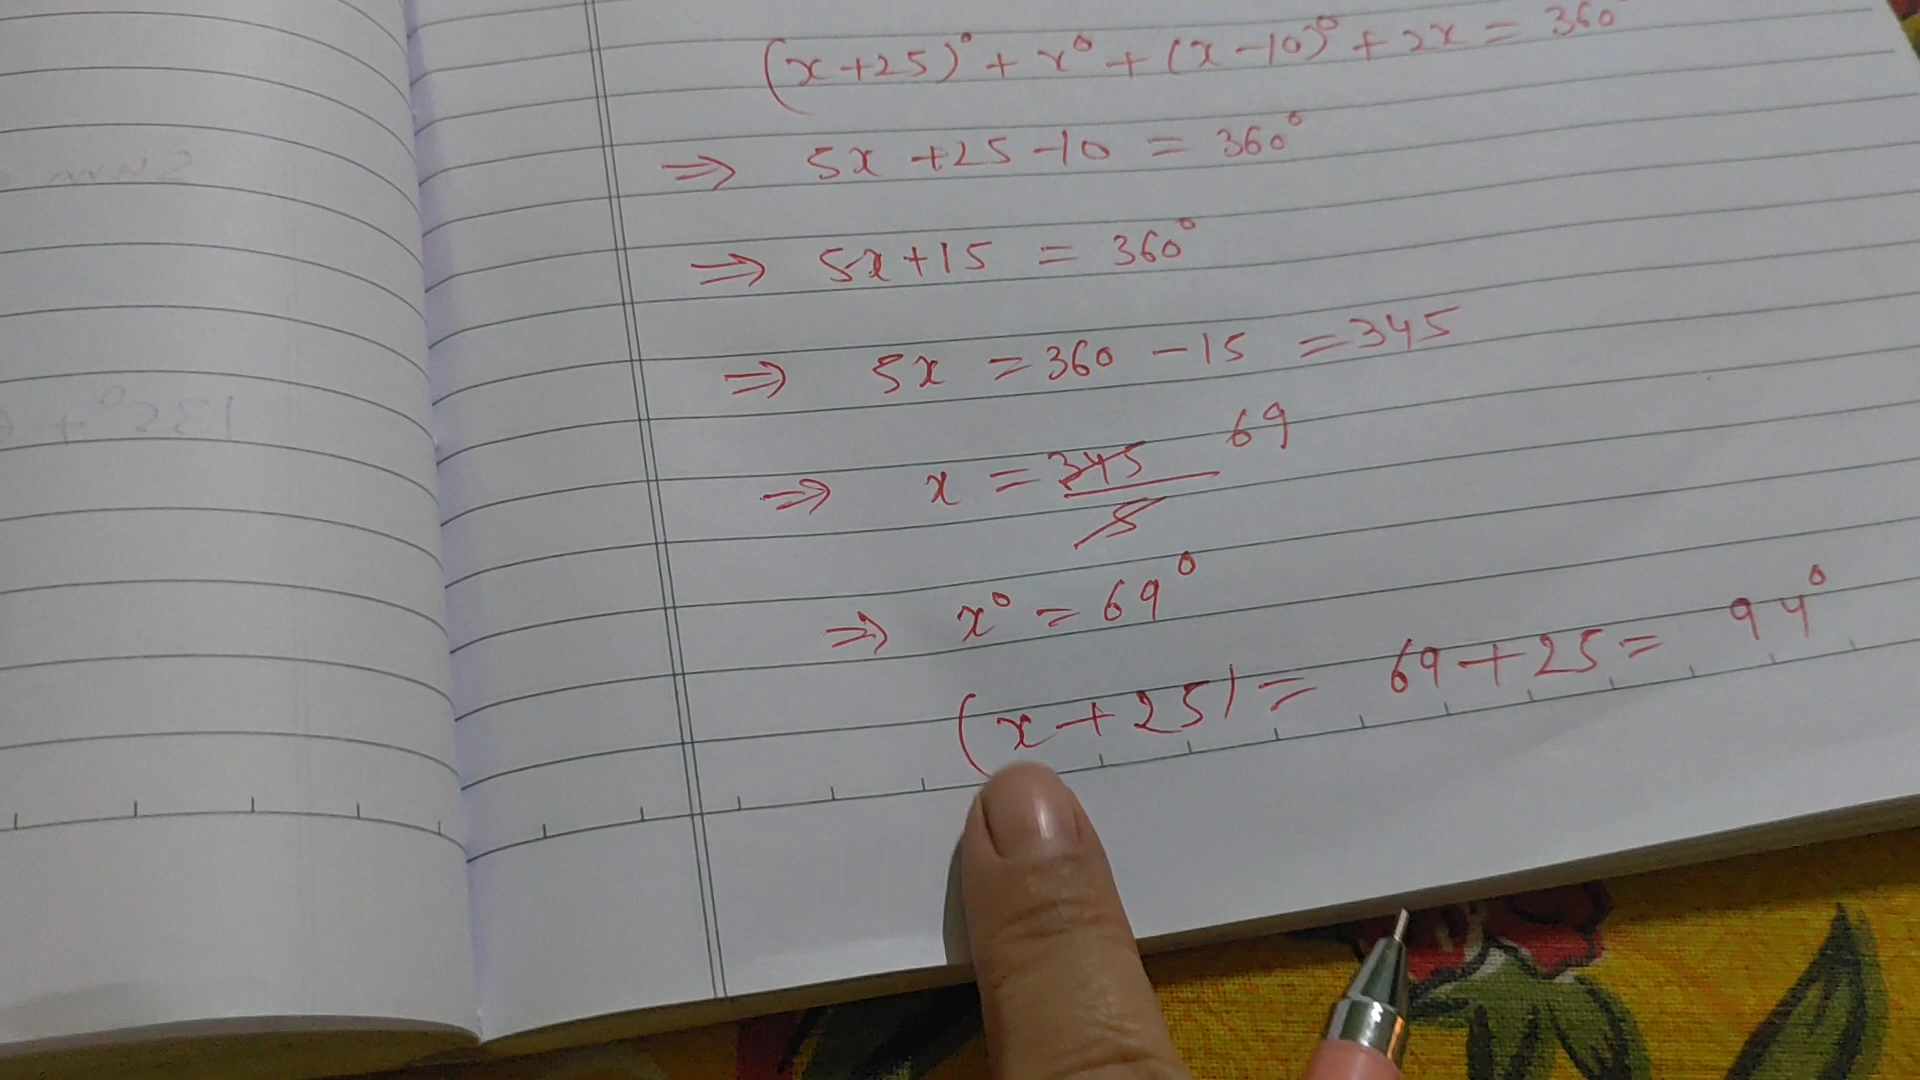 (x+25)° + x° + (x-10)° + 2x = 360°
⇒ 5x +25 -10 = 360°
⇒ 5x+15 = 360°
⇒ 5x = 360 - 15 = 345
⇒ x = 345/5 69
⇒ x° = 69°
(x+25) = 69+25 = 94°